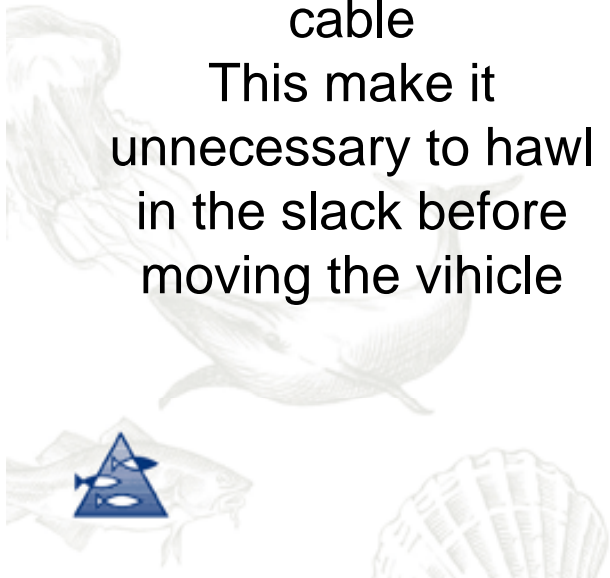 cable
This make it
unnecessary to hawl
in the slack before
moving the vihicle